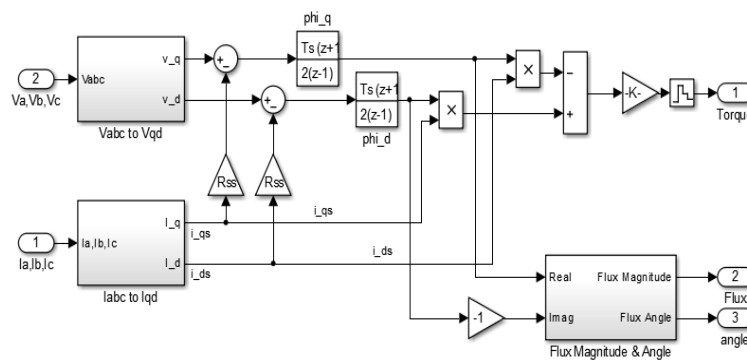 phi_q
Ts(z+1
2(z-1)
v_q
+
-
2
Vabc
Va,Vb,Vc
v_d
Vabc to Vqd
+
-
Ts(z+1
2(z-1)
phi_d
X
X
-
+
-K-
1
Torque
Rss
Rss
I_q
i_qs
i_qs
1
Ia,Ib,Ic
Ia,Ib,Ic
I_d
i_ds
i_ds
Iabc to Iqd
Real
Flux Magnitude
2
Flux
-1
Imag
Flux Angle
3
angle
Flux Magnitude & Angle